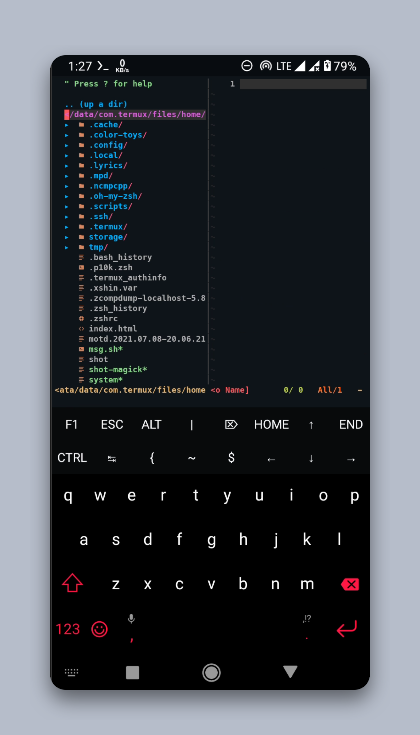 1:27 >_ 0 KB/s LTE 79%
" Press ? for help
1
.. (up a dir)
/data/com.termux/files/home/
▸ .cache/
▸ .color-toys/
▸ .config/
▸ .local/
▸ .lyrics/
▸ .mpd/
▸ .ncmpcpp/
▸ .oh-my-zsh/
▸ .scripts/
▸ .ssh/
▸ .termux/
▸ storage/
▸ tmp/
.bash_history
.p10k.zsh
.termux_authinfo
.xshin.var
.zcompdump-localhost-5.8
.zsh_history
.zshrc
index.html
motd.2021.07.08-20.06.21
msg.sh*
shot
shot-magick*
system*
<ata/data/com.termux/files/home <o Name] 0/ 0 All/1 -
F1 ESC ALT | ⌦ HOME ↑ END
CTRL ↹ { ~ $ ← ↓ →
q w e r t y u i o p
a s d f g h j k l
z x c v b n m
123 , ,!? .